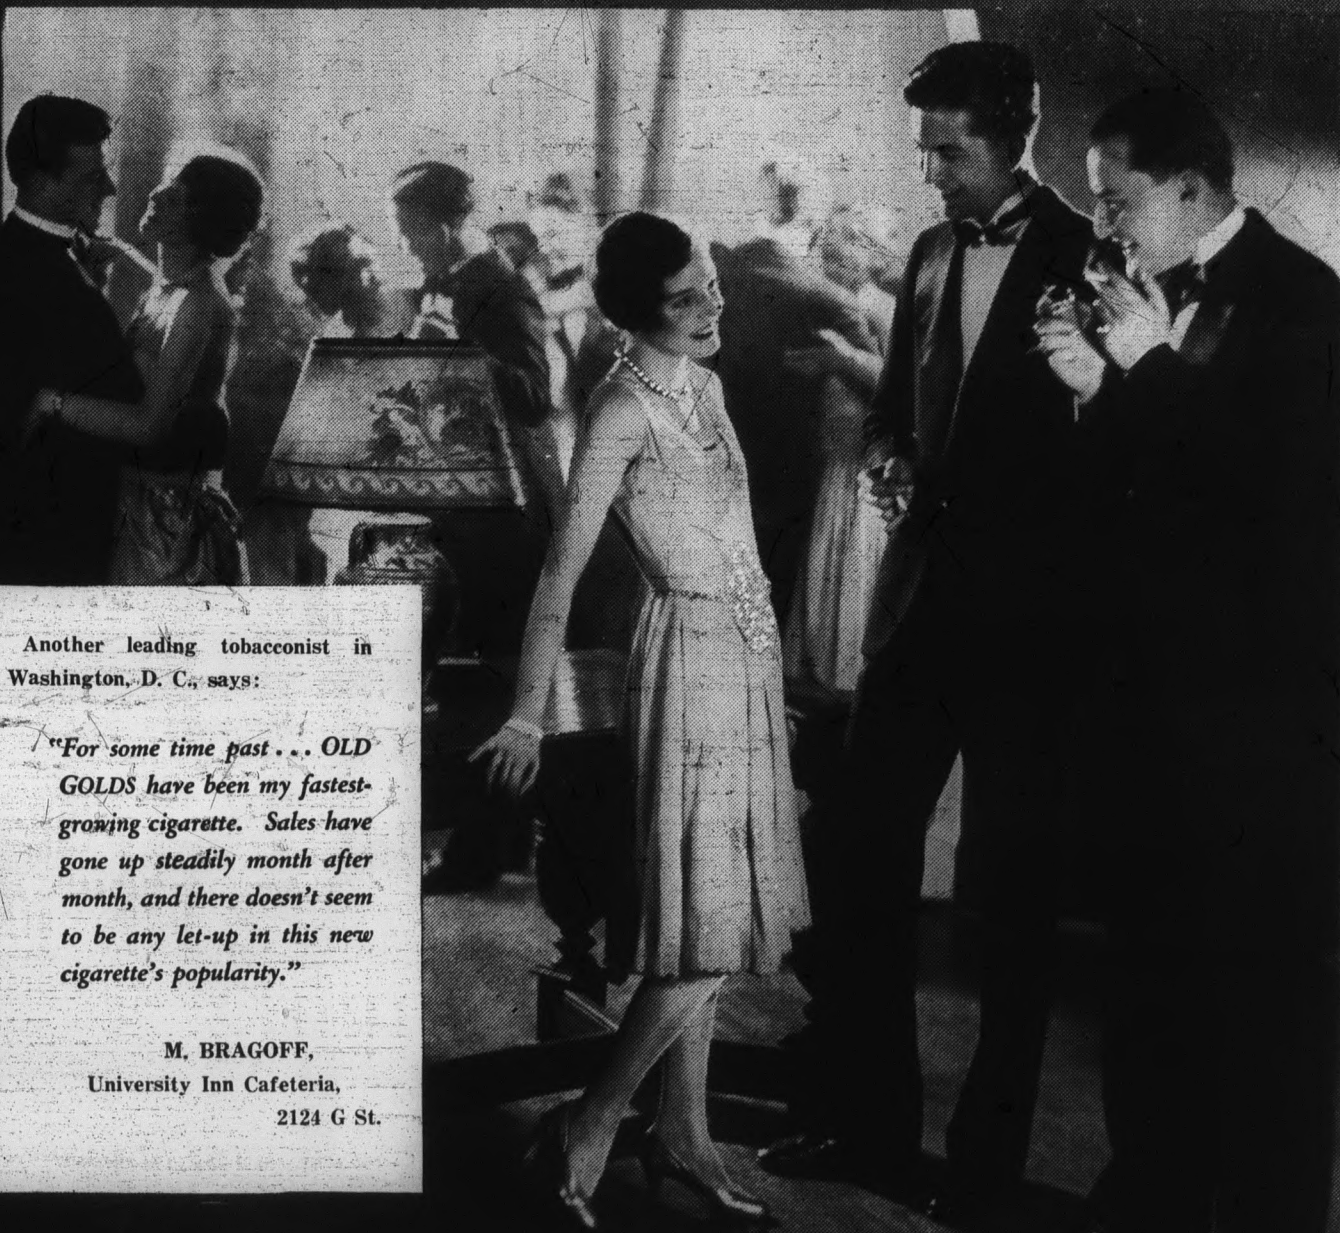 Another leading tobacconist in
Washington, D. C., says:
"For some time past . . . OLD
GOLDS have been my fastest-
growing cigarette. Sales have
gone up steadily month after
month, and there doesn't seem
to be any let-up in this new
cigarette's popularity."
M. BRAGOFF,
University Inn Cafeteria,
2124 G St.